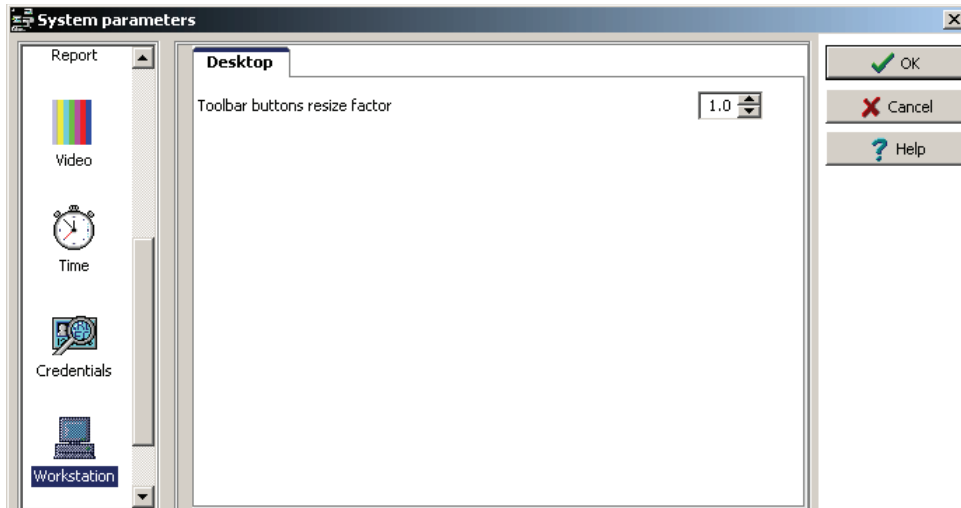 System parameters
Report
Video
Time
Credentials
Workstation
Desktop
Toolbar buttons resize factor
1.0
OK
Cancel
Help